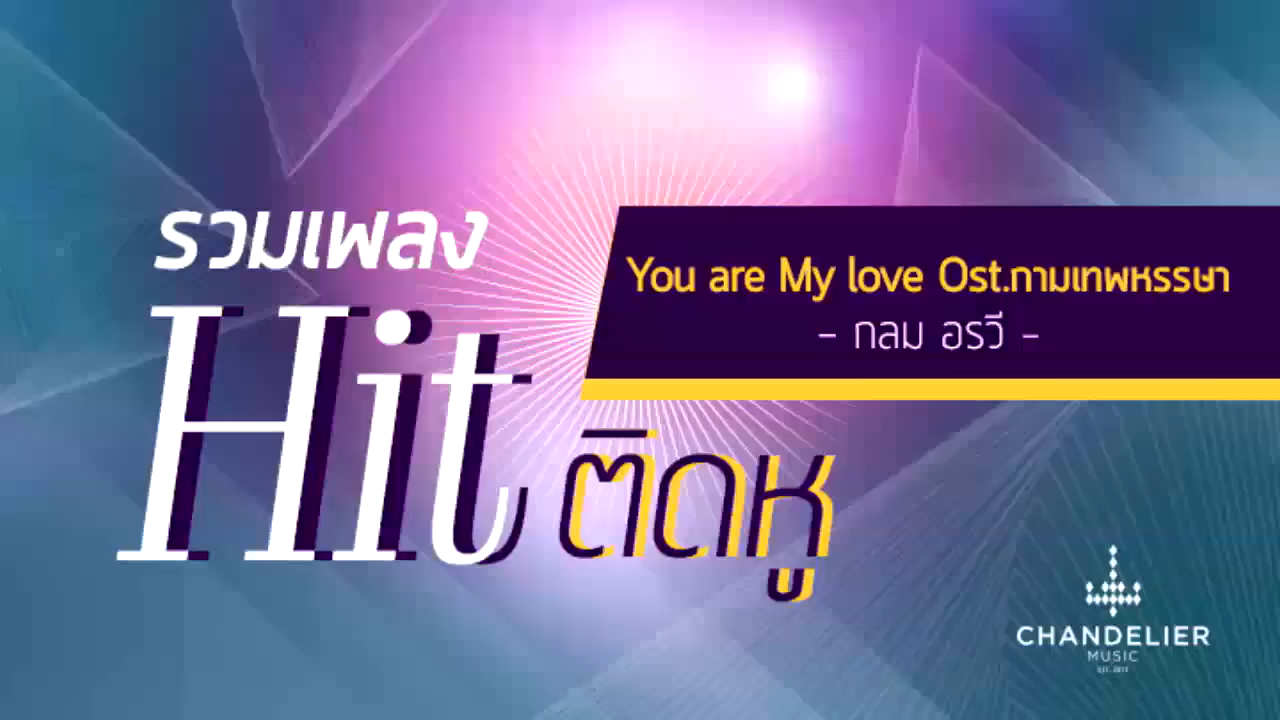 รวมเพลง
Hit ติดหู
You are My love Ost.กามเทพหรรษา
- กลม อรวี -
CHANDELIER
MUSIC